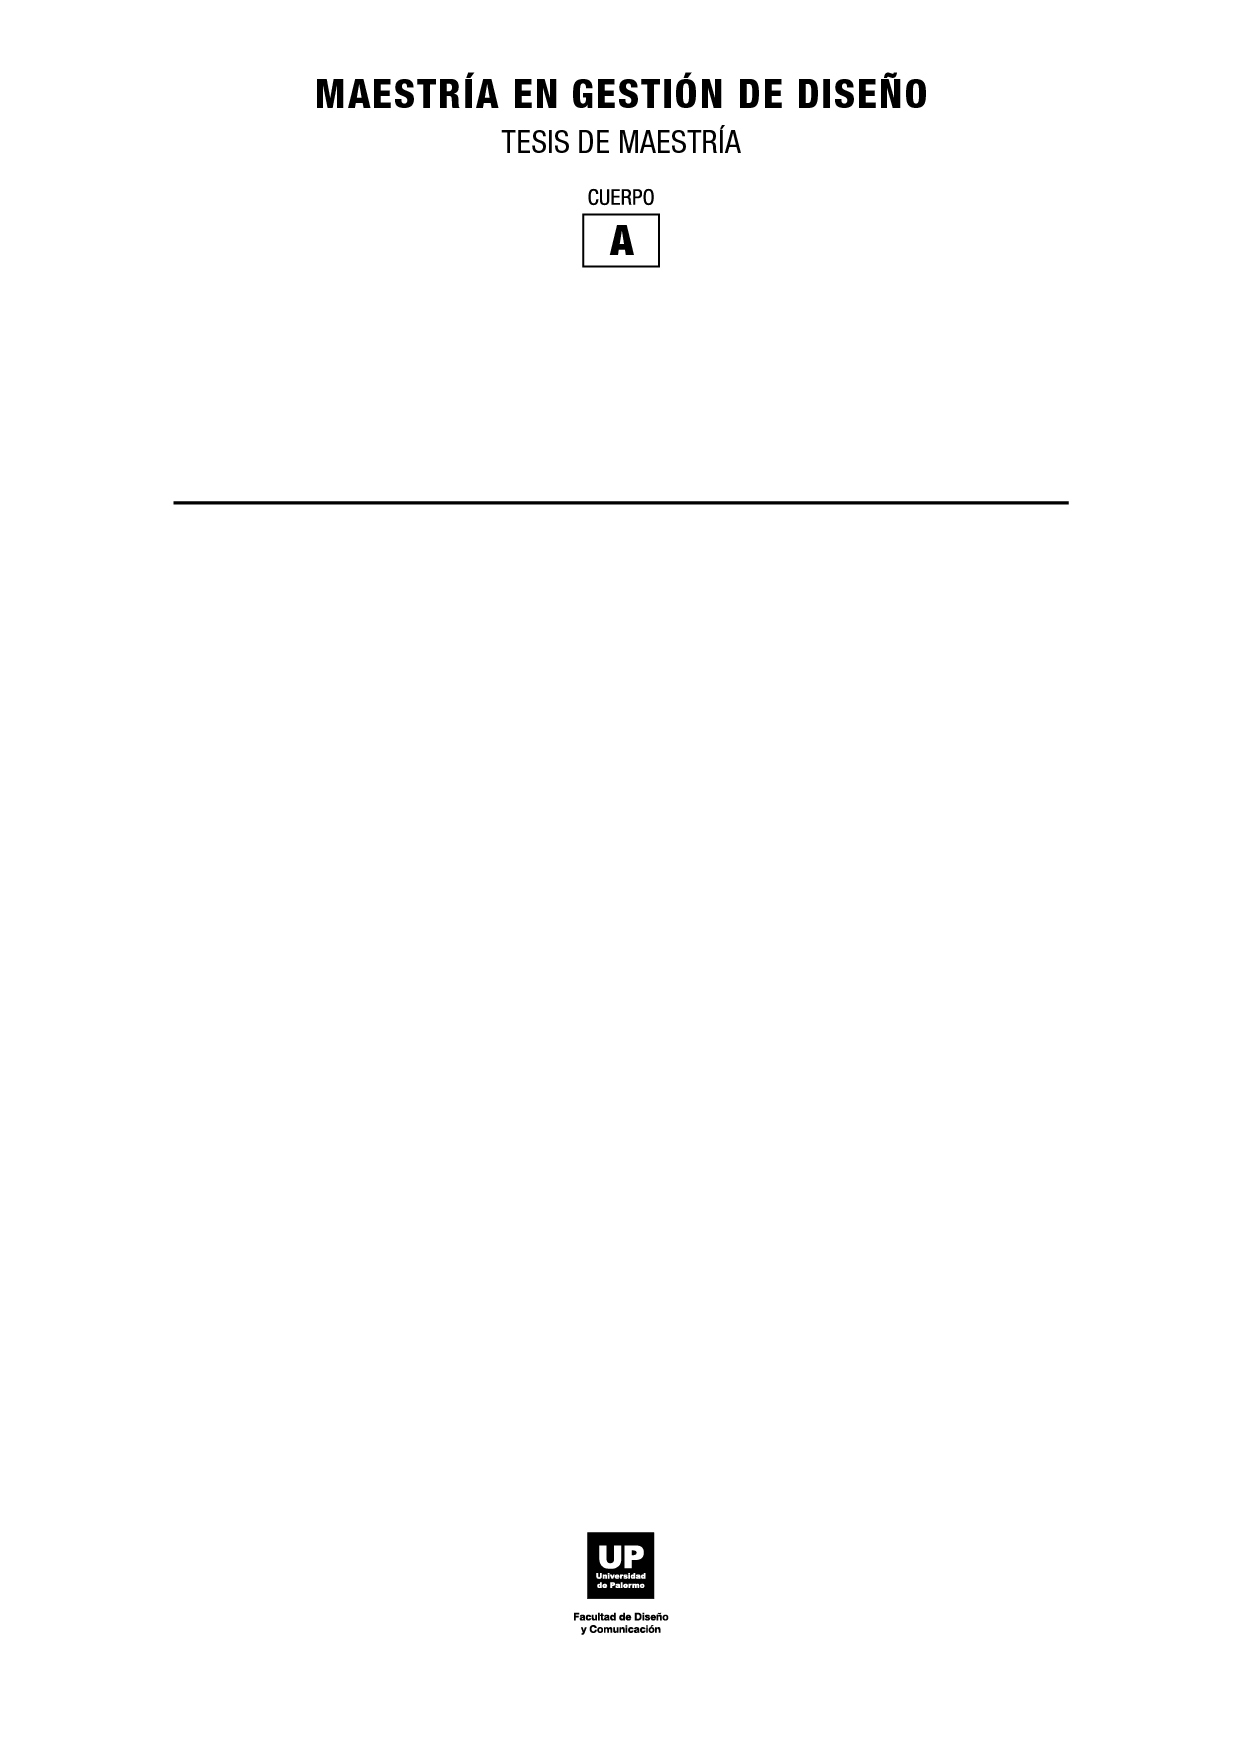 MAESTRÍA EN GESTIÓN DE DISEÑO
TESIS DE MAESTRÍA
CUERPO
A
UP
Universidad
de Palermo
Facultad de Diseño
y Comunicación